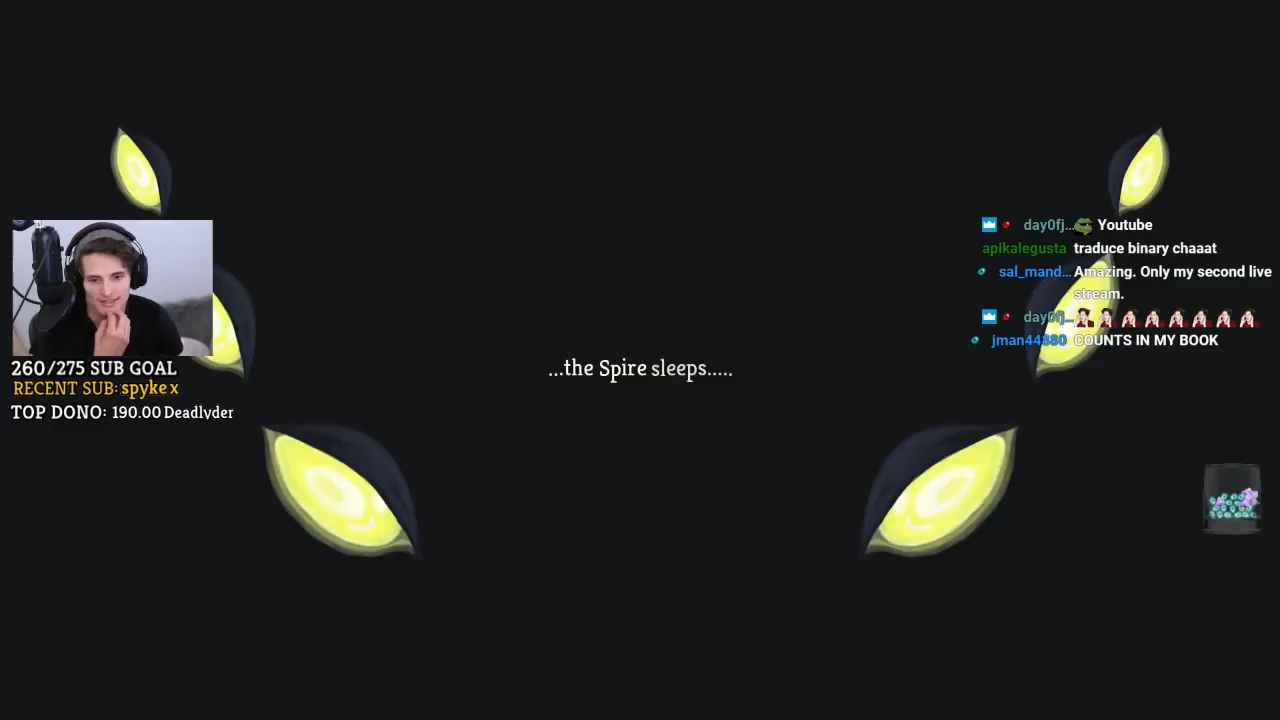 260/275 SUB GOAL
RECENT SUB: spykex
TOP DONO: 190.00 Deadlyder
...the Spire sleeps.....
day0fj... Youtube
apikalegusta traduce binary chaaat
sal_mand... Amazing. Only my second live
stream.
day0fj...
jman44880 COUNTS IN MY BOOK